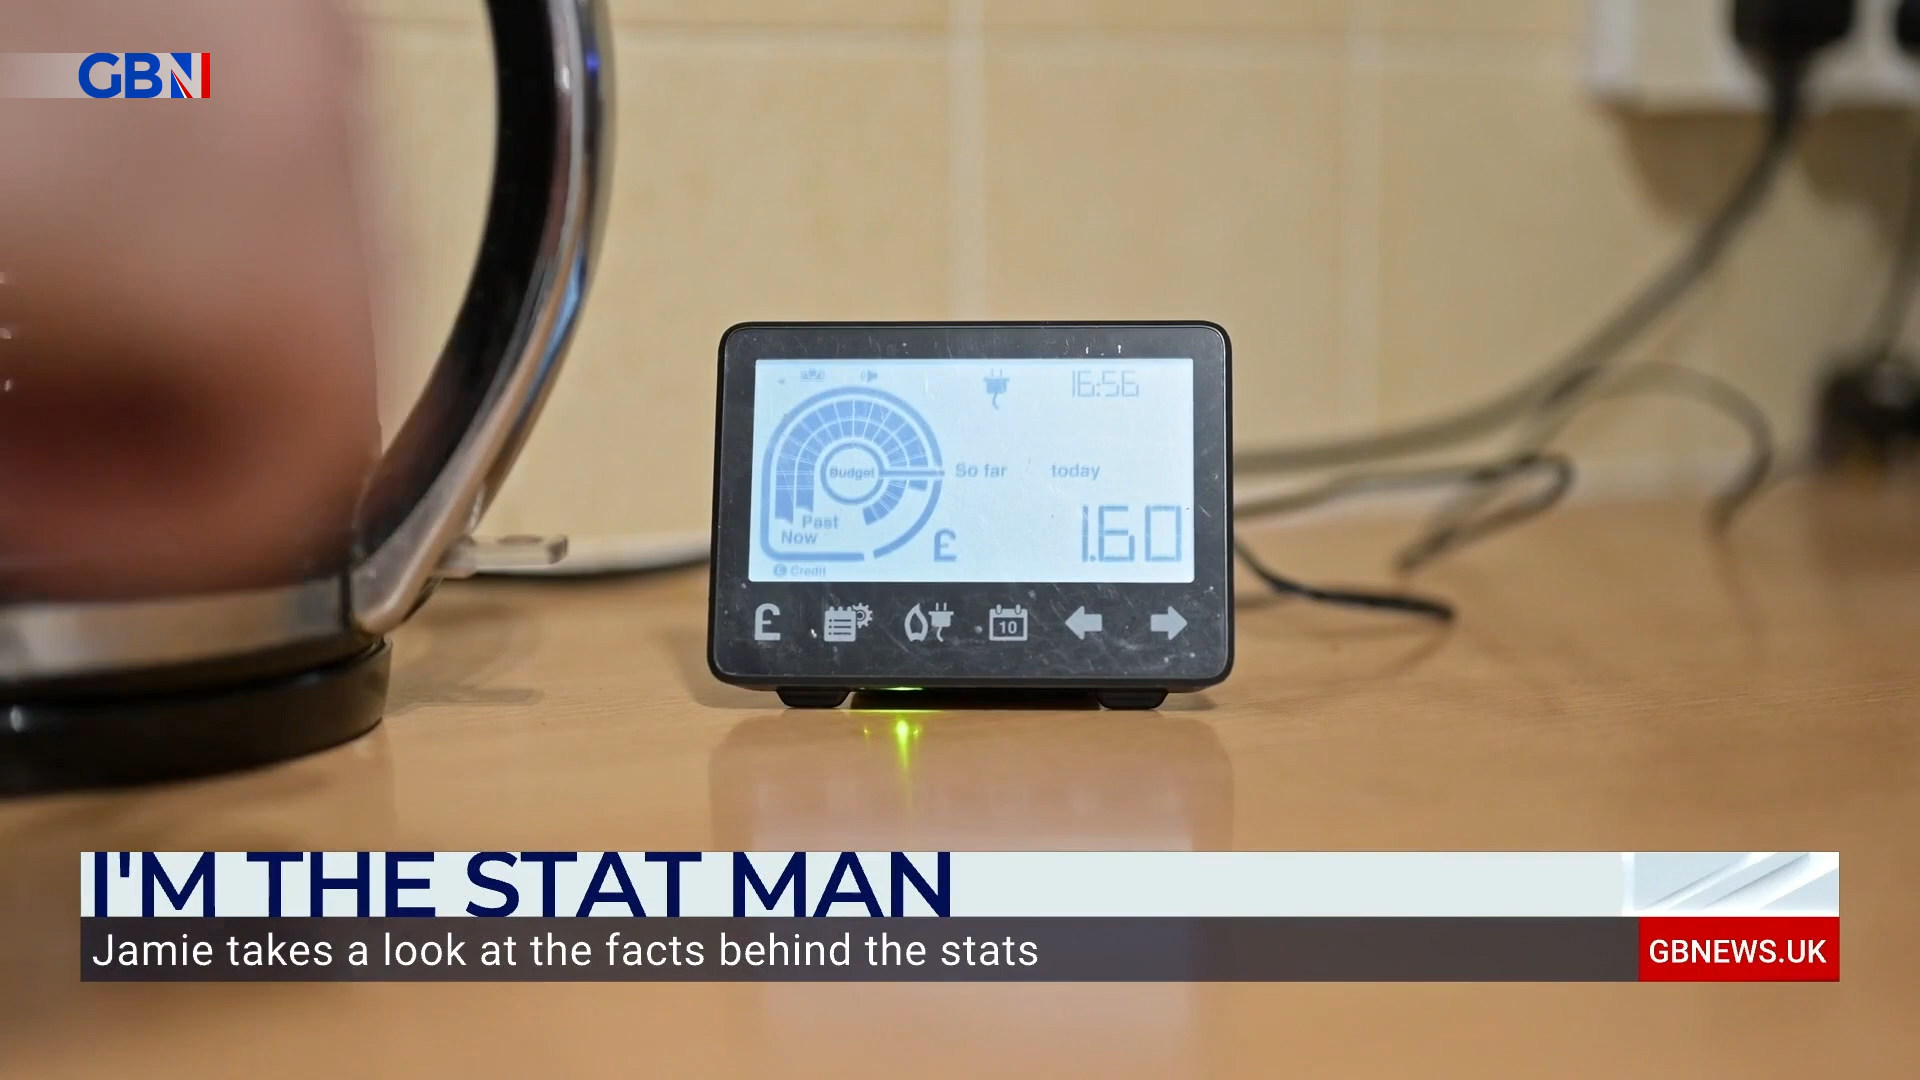 GBN
16:56
Budget
So far today
Past
Now
£ 1.60
Credit
£
10
I'M THE STAT MAN
Jamie takes a look at the facts behind the stats
GBNEWS.UK